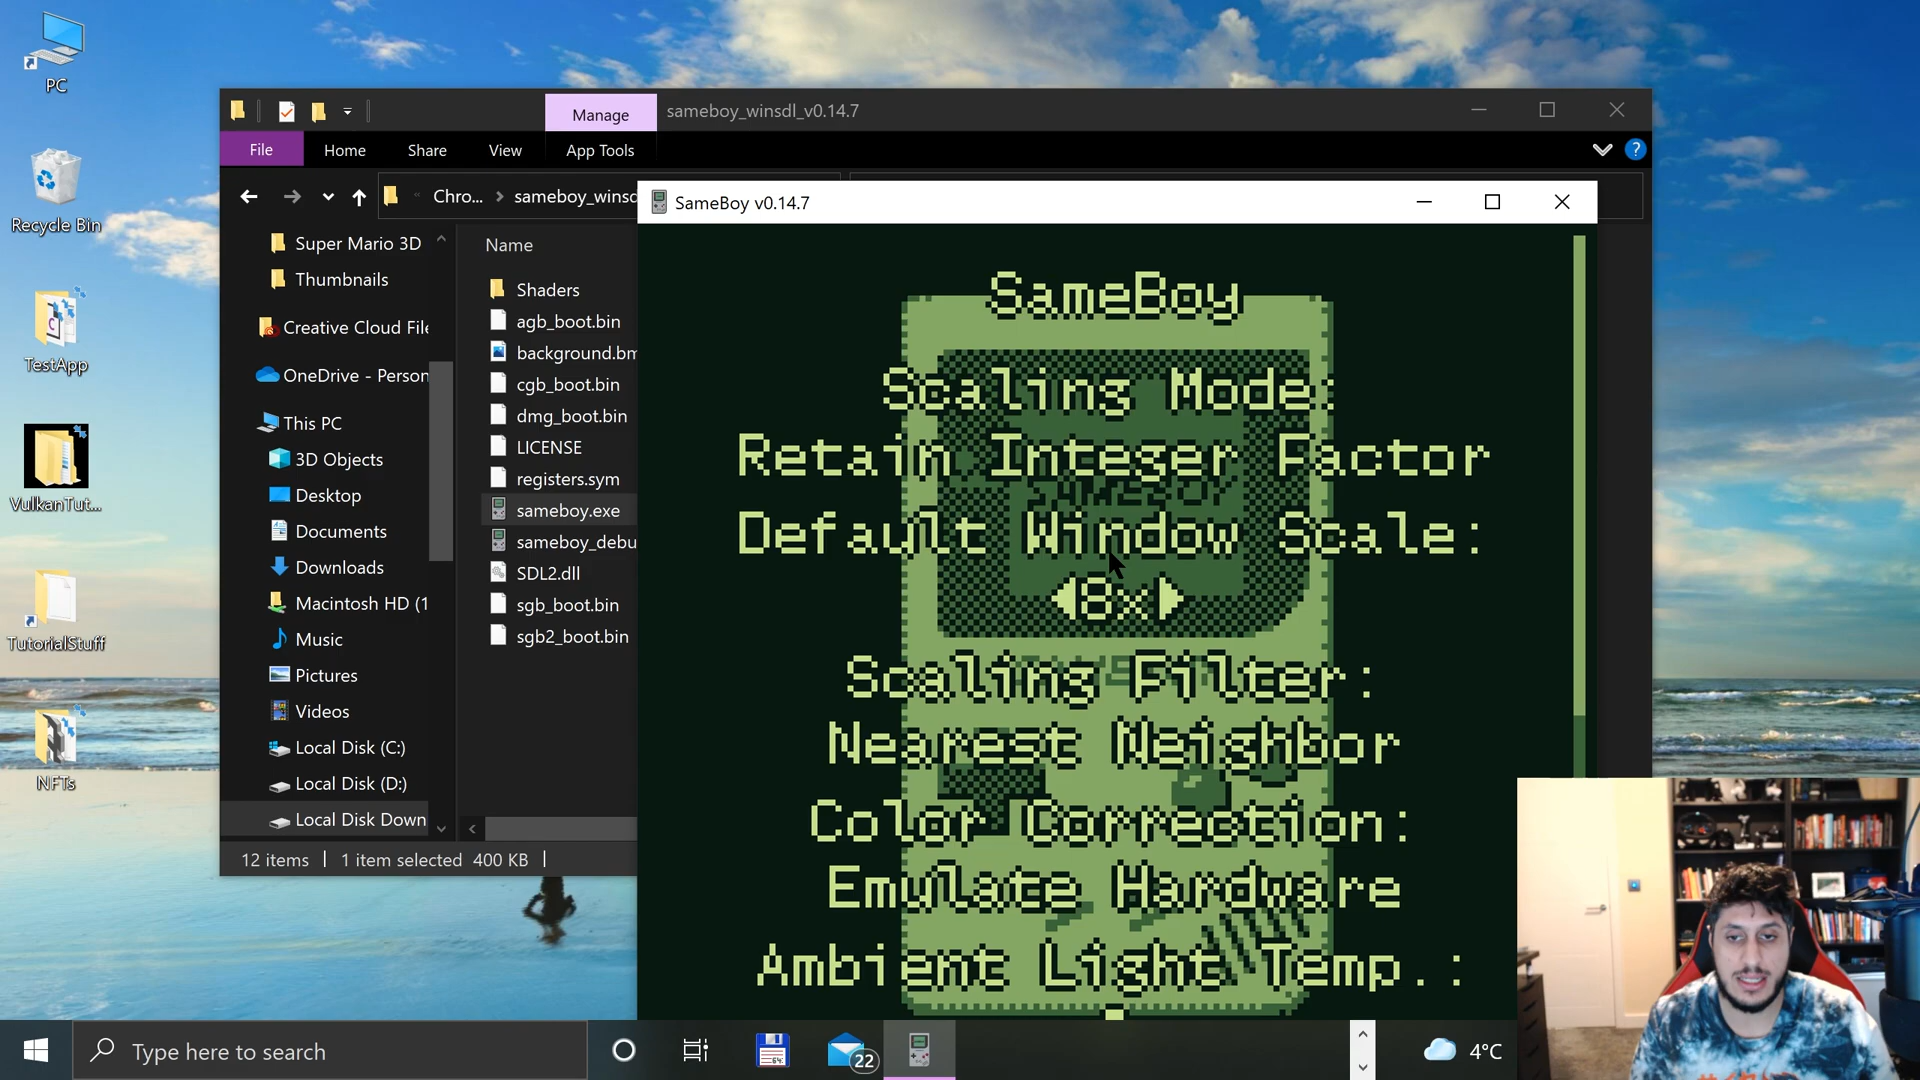 PC
Recycle Bin
TestApp
VulkanTut...
TutorialStuff
NFTs
Manage
sameboy_winsdl_v0.14.7
File
Home
Share
View
App Tools
?
«
Chro...
sameboy_winsd
Super Mario 3D
Thumbnails
Creative Cloud File
OneDrive - Person
This PC
3D Objects
Desktop
Documents
Downloads
Macintosh HD (1
Music
Pictures
Videos
Local Disk (C:)
Local Disk (D:)
Local Disk Down
Name
Shaders
agb_boot.bin
background.bm
cgb_boot.bin
dmg_boot.bin
LICENSE
registers.sym
sameboy.exe
sameboy_debu
SDL2.dll
sgb_boot.bin
sgb2_boot.bin
12 items
1 item selected 400 KB
SameBoy v0.14.7
SameBoy
Scaling Mode:
Retain Integer Factor
Default Window Scale:
8x
Scaling Filter:
Nearest Neighbor
Color Correction:
Emulate Hardware
Ambient Light Temp.:
Type here to search
64
22
4°C